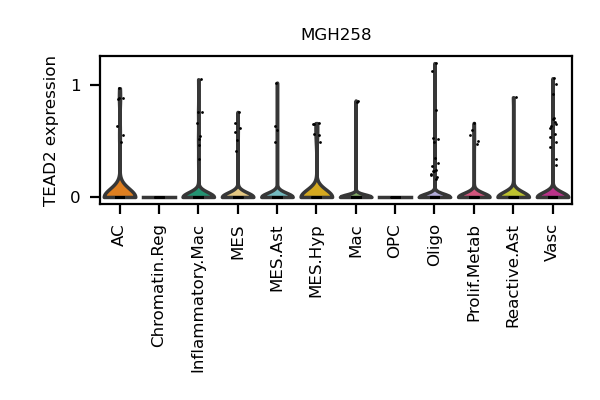 MGH258
TEAD2 expression
1
0
AC
Chromatin.Reg
Inflammatory.Mac
MES
MES.Ast
MES.Hyp
Mac
OPC
Oligo
Prolif.Metab
Reactive.Ast
Vasc